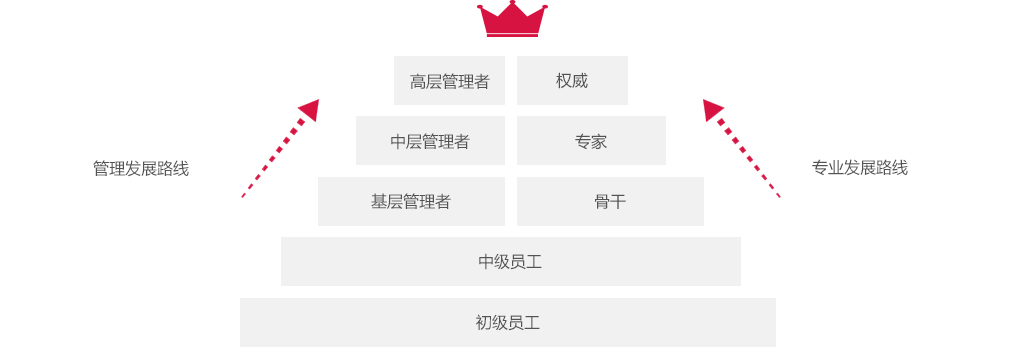 高层管理者 权威
中层管理者 专家
管理发展路线
专业发展路线
基层管理者 骨干
中级员工
初级员工